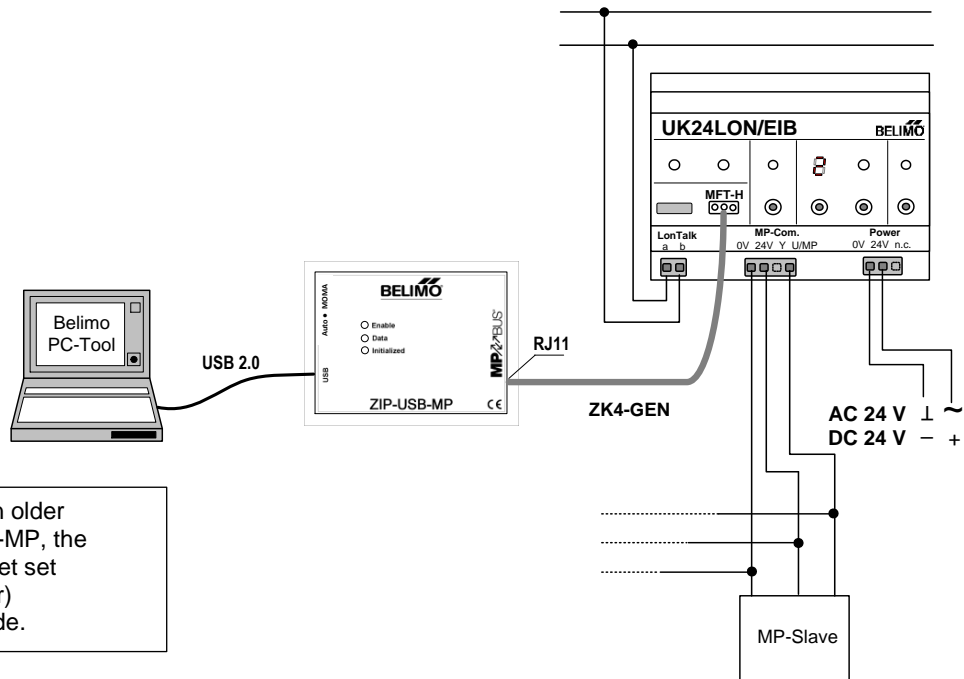 UK24LON/EIB
BELIMO
2
MFT-H
LonTalk
a b
MP-Com.
0V 24V Y U/MP
Power
0V 24V n.c.
Belimo
PC-Tool
USB 2.0
Auto • MOMA
USB
BELIMO
Enable
Data
Initialized
MP BUS
ZIP-USB-MP
CE
RJ11
ZK4-GEN
AC 24 V ⊥ ~
DC 24 V – +
n older
-MP, the
et set
r)
de.
MP-Slave